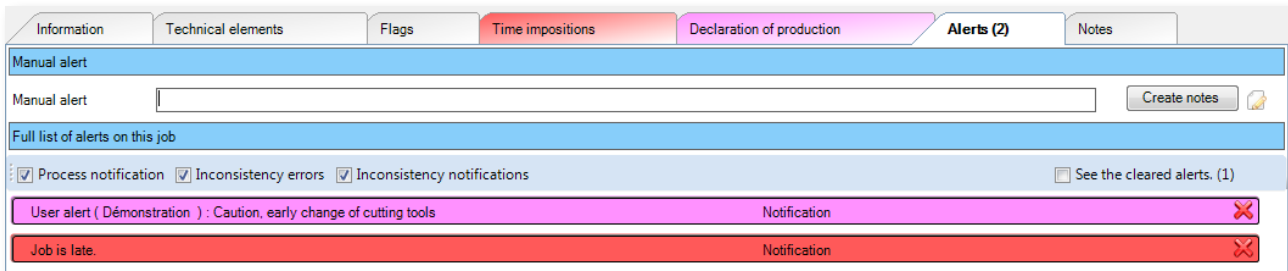 Information Technical elements Flags Time impositions Declaration of production Alerts (2) Notes
Manual alert
Manual alert Create notes
Full list of alerts on this job
Process notification Inconsistency errors Inconsistency notifications See the cleared alerts. (1)
User alert ( Démonstration ) : Caution, early change of cutting tools Notification
Job is late. Notification